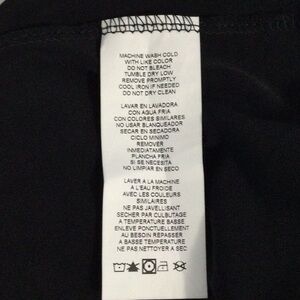 MACHINE WASH COLD
WITH LIKE COLOR
DO NOT BLEACH
TUMBLE DRY LOW
REMOVE PROMPTLY
COOL IRON IF NEEDED
DO NOT DRY CLEAN
LAVAR EN LAVADORA
CON AGUA FRIA
CON COLORES SIMILARES
NO USAR BLANQUEADOR
SECAR EN SECADORA
CICLO MINIMO
REMOVER
INMEDIATAMENTE
PLANCHA FRIA
SI SE NECESITA
NO LIMPIAR EN SECO
LAVER A LA MACHINE
A L'EAU FROIDE
AVEC LES COULEURS
SIMILAIRES
NE PAS JAVELLISANT
SECHER PAR CULBUTAGE
A TEMPERATURE BASSE
ENLEVE PONCTUELLEMENT
AU BESOIN REPASSER
A BASSE TEMPERATURE
NE PAS NETTOYER A SEC